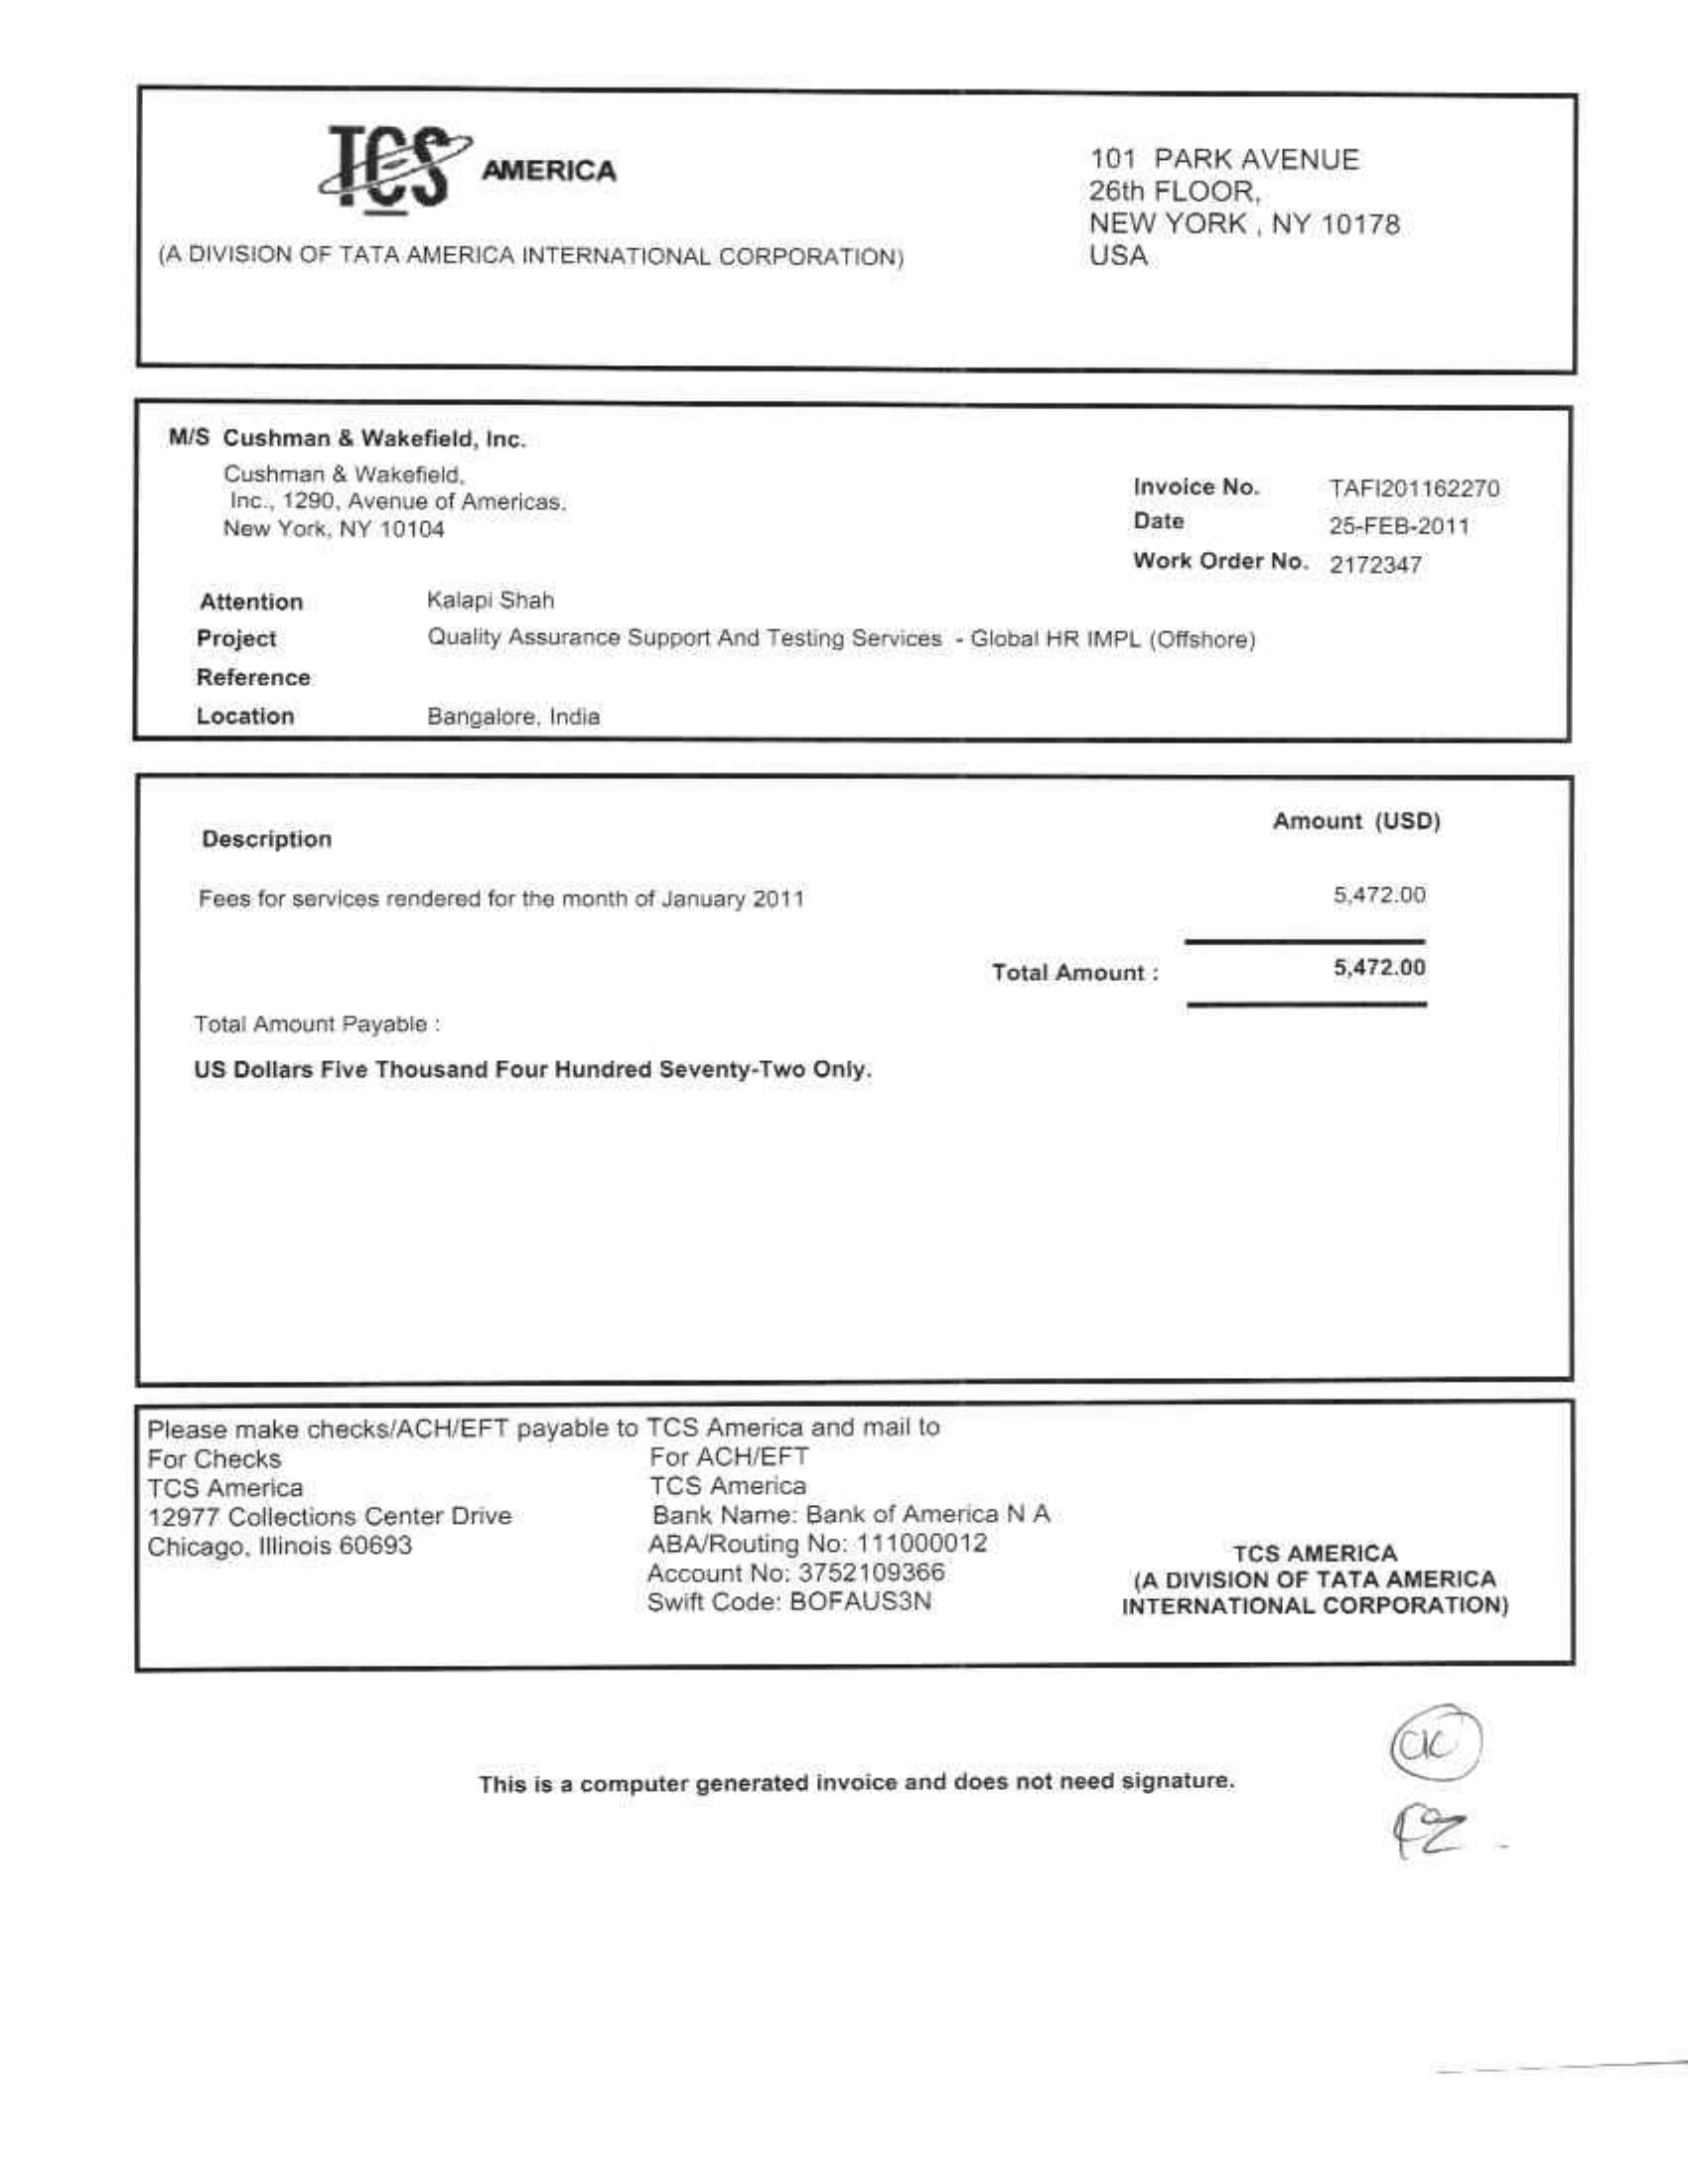 TCS AMERICA
(A DIVISION OF TATA AMERICA INTERNATIONAL CORPORATION)
101 PARK AVENUE
26th FLOOR,
NEW YORK , NY 10178
USA
M/S Cushman & Wakefield, Inc.
Cushman & Wakefield,
Inc., 1290, Avenue of Americas,
New York, NY 10104
Invoice No. TAFI201162270
Date 25-FEB-2011
Work Order No. 2172347
Attention Kalapi Shah
Project Quality Assurance Support And Testing Services - Global HR IMPL (Offshore)
Reference
Location Bangalore, India
Description Amount (USD)
Fees for services rendered for the month of January 2011 5,472.00
Total Amount : 5,472.00
Total Amount Payable :
US Dollars Five Thousand Four Hundred Seventy-Two Only.
Please make checks/ACH/EFT payable to TCS America and mail to
For Checks
TCS America
12977 Collections Center Drive
Chicago, Illinois 60693
For ACH/EFT
TCS America
Bank Name: Bank of America N A
ABA/Routing No: 111000012
Account No: 3752109366
Swift Code: BOFAUS3N
TCS AMERICA
(A DIVISION OF TATA AMERICA
INTERNATIONAL CORPORATION)
This is a computer generated invoice and does not need signature.